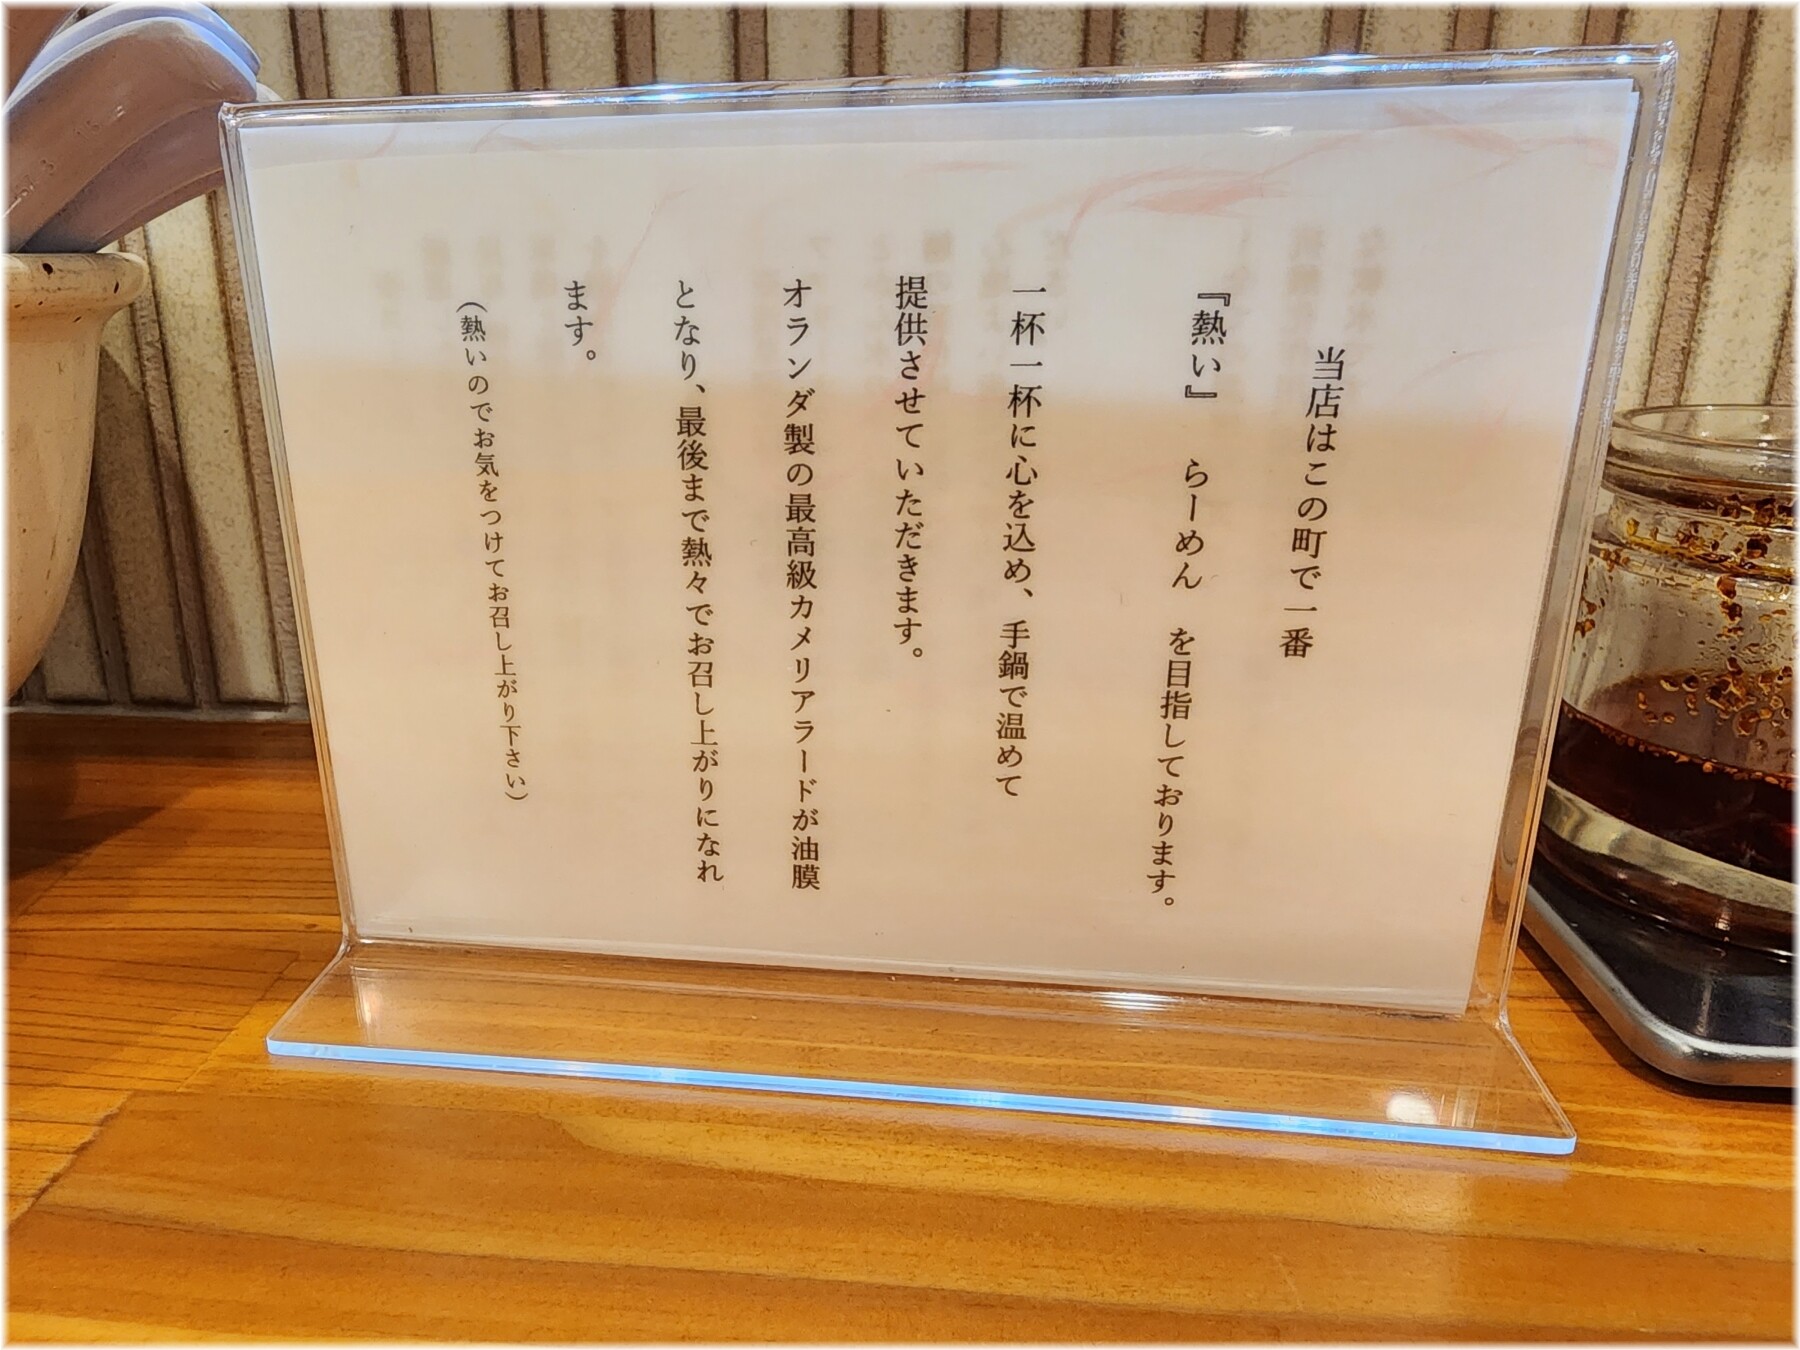 当店はこの町で一番
『熱い』 らーめん を目指しております。
一杯一杯に心を込め、手鍋で温めて
提供させていただきます。
オランダ製の最高級カメリアラードが油膜
となり、最後まで熱々でお召し上がりになれ
ます。
（熱いのでお気をつけてお召し上がり下さい）